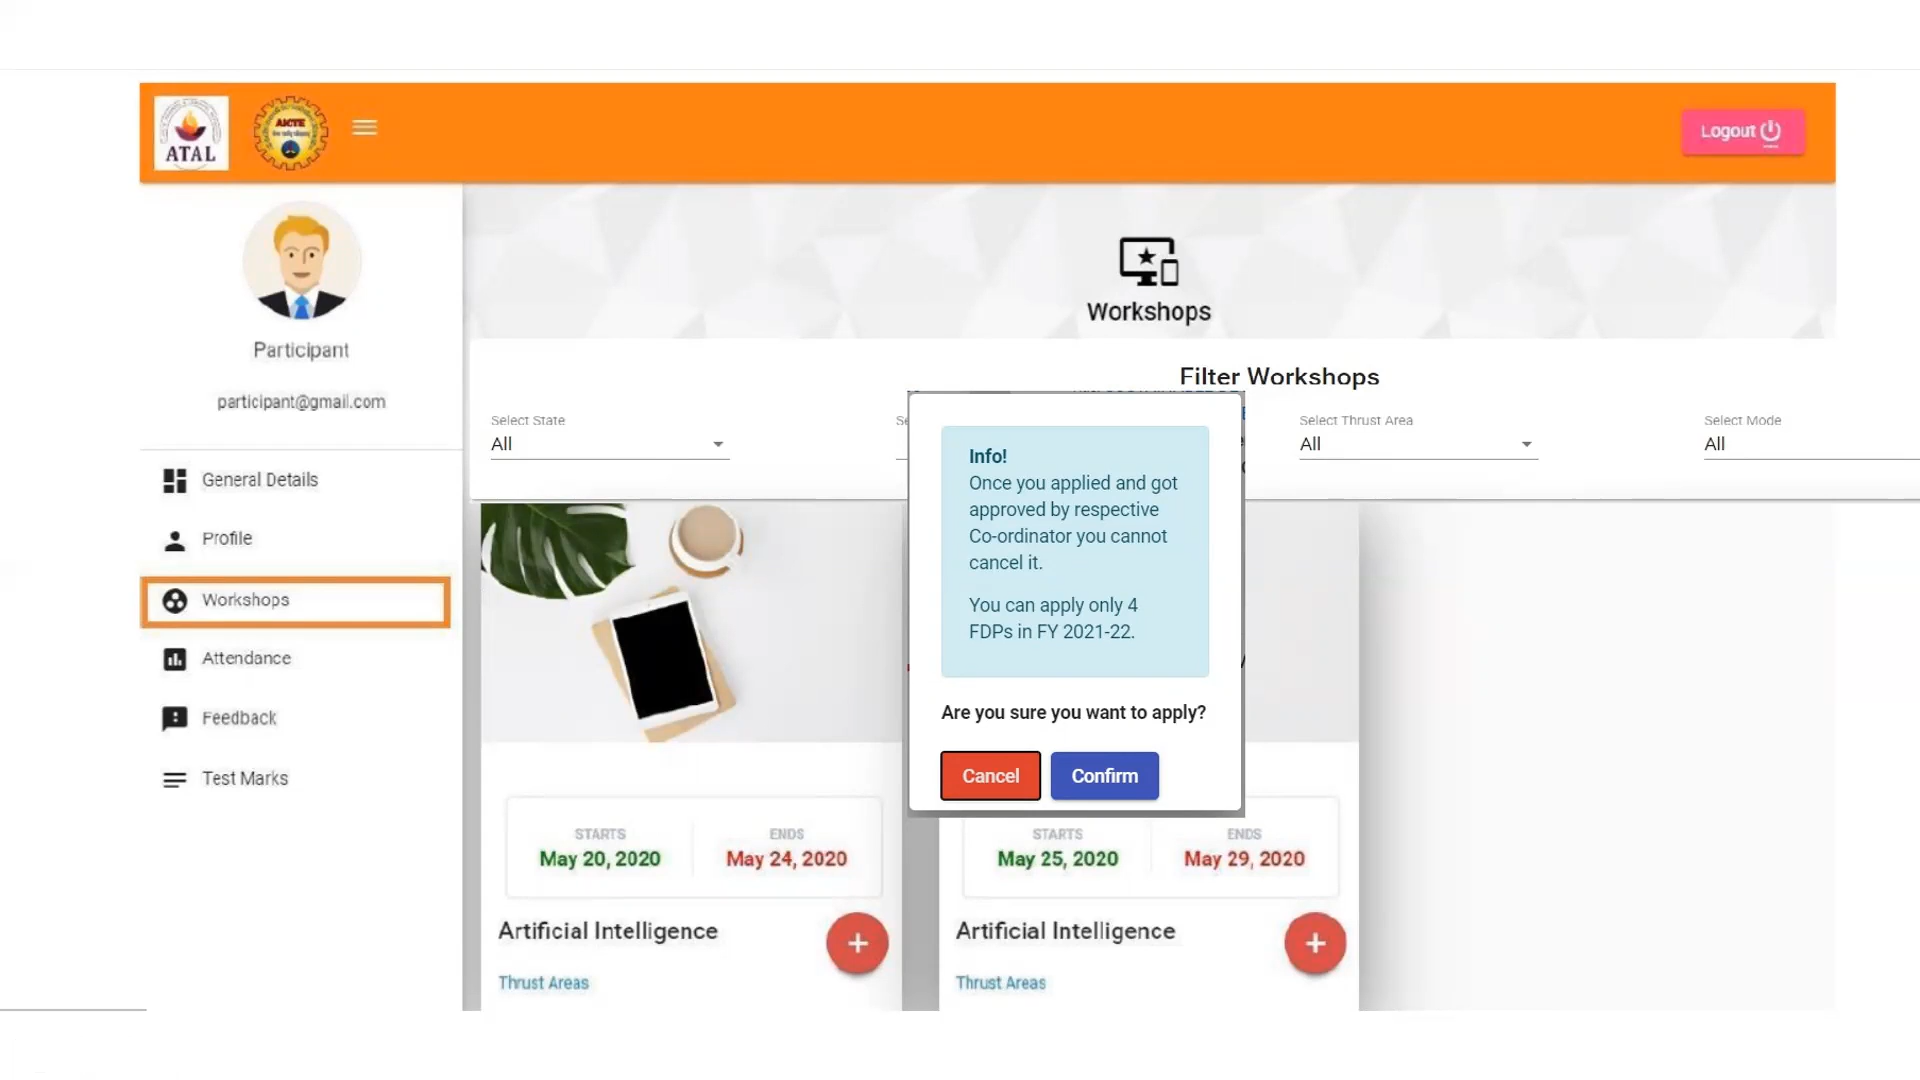 ATAL
AICTE
Logout
Participant
participant@gmail.com
General Details
Profile
Workshops
Attendance
Feedback
Test Marks
Workshops
Filter Workshops
Select State
All
Select Thrust Area
All
Select Mode
All
Info!
Once you applied and got
approved by respective
Co-ordinator you cannot
cancel it.
You can apply only 4
FDPs in FY 2021-22.
Are you sure you want to apply?
Cancel
Confirm
STARTS
May 20, 2020
ENDS
May 24, 2020
Artificial Intelligence
Thrust Areas
STARTS
May 25, 2020
ENDS
May 29, 2020
Artificial Intelligence
Thrust Areas